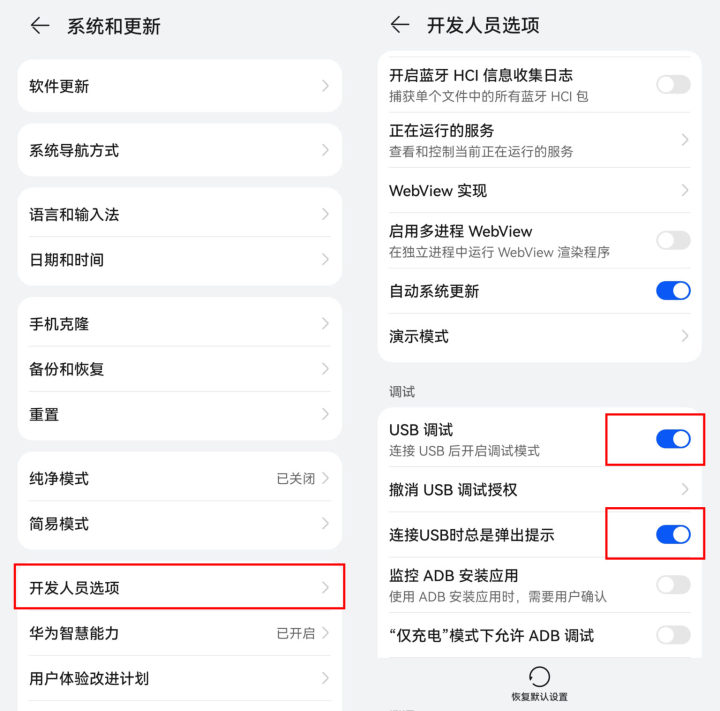 系统和更新
软件更新
系统导航方式
语言和输入法
日期和时间
手机克隆
备份和恢复
重置
纯净模式 已关闭
简易模式
开发人员选项
华为智慧能力 已开启
用户体验改进计划
开发人员选项
开启蓝牙 HCI 信息收集日志
捕获单个文件中的所有蓝牙 HCI 包
正在运行的服务
查看和控制当前正在运行的服务
WebView 实现
启用多进程 WebView
在独立进程中运行 WebView 渲染程序
自动系统更新
演示模式
调试
USB 调试
连接 USB 后开启调试模式
撤消 USB 调试授权
连接USB时总是弹出提示
监控 ADB 安装应用
使用 ADB 安装应用时，需要用户确认
“仅充电”模式下允许 ADB 调试
恢复默认设置